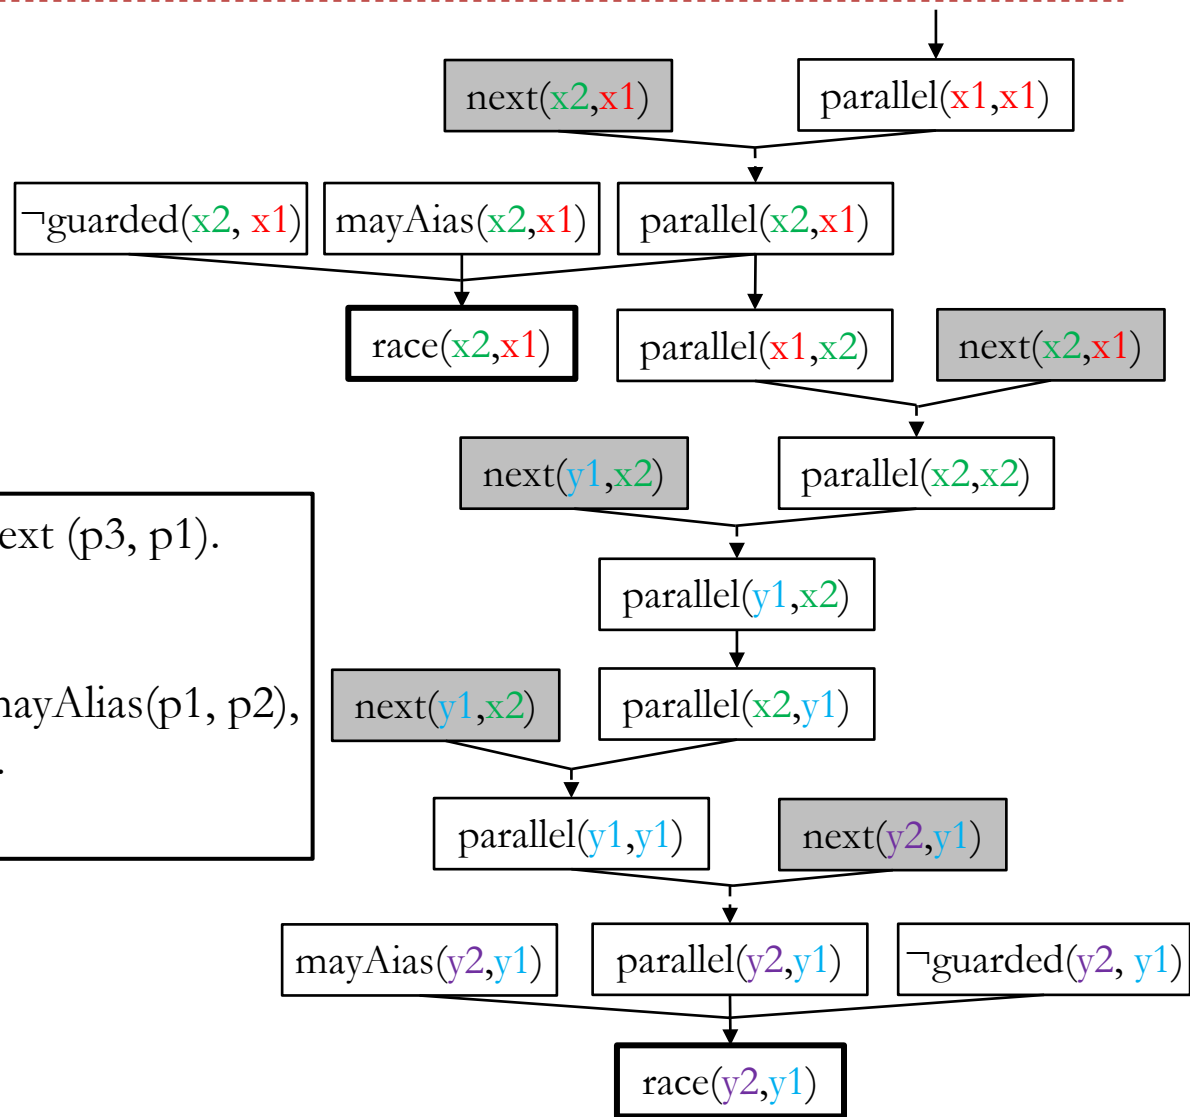 next(x2,x1)
parallel(x1,x1)
¬guarded(x2, x1)
mayAias(x2,x1)
parallel(x2,x1)
race(x2,x1)
parallel(x1,x2)
next(x2,x1)
next(y1,x2)
parallel(x2,x2)
ext (p3, p1).
parallel(y1,x2)
next(y1,x2)
parallel(x2,y1)
mayAlias(p1, p2),
.
parallel(y1,y1)
next(y2,y1)
mayAias(y2,y1)
parallel(y2,y1)
¬guarded(y2, y1)
race(y2,y1)